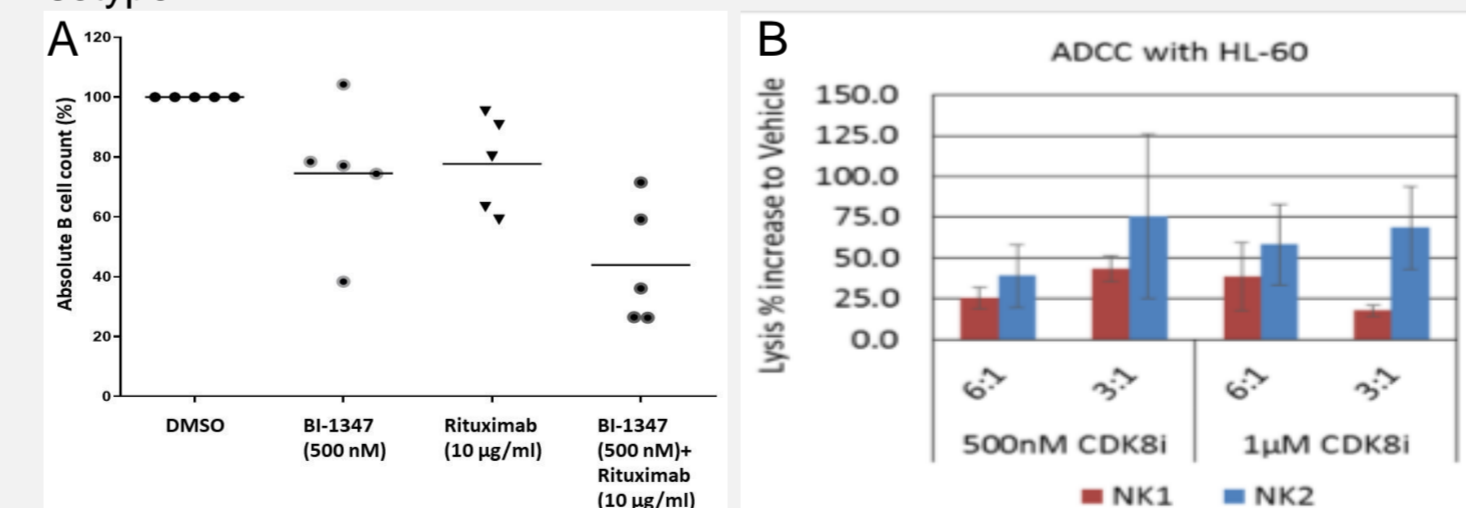 A
120
100
80
60
40
20
0
Absolute B cell count (%)
DMSO
BI-1347
(500 nM)
Rituximab
(10 µg/ml)
BI-1347
(500 nM)+
Rituximab
(10 µg/ml)
B
ADCC with HL-60
Lysis % increase to Vehicle
150.0
125.0
100.0
75.0
50.0
25.0
0.0
6:1
3:1
6:1
3:1
500nM CDK8i
1µM CDK8i
NK1
NK2